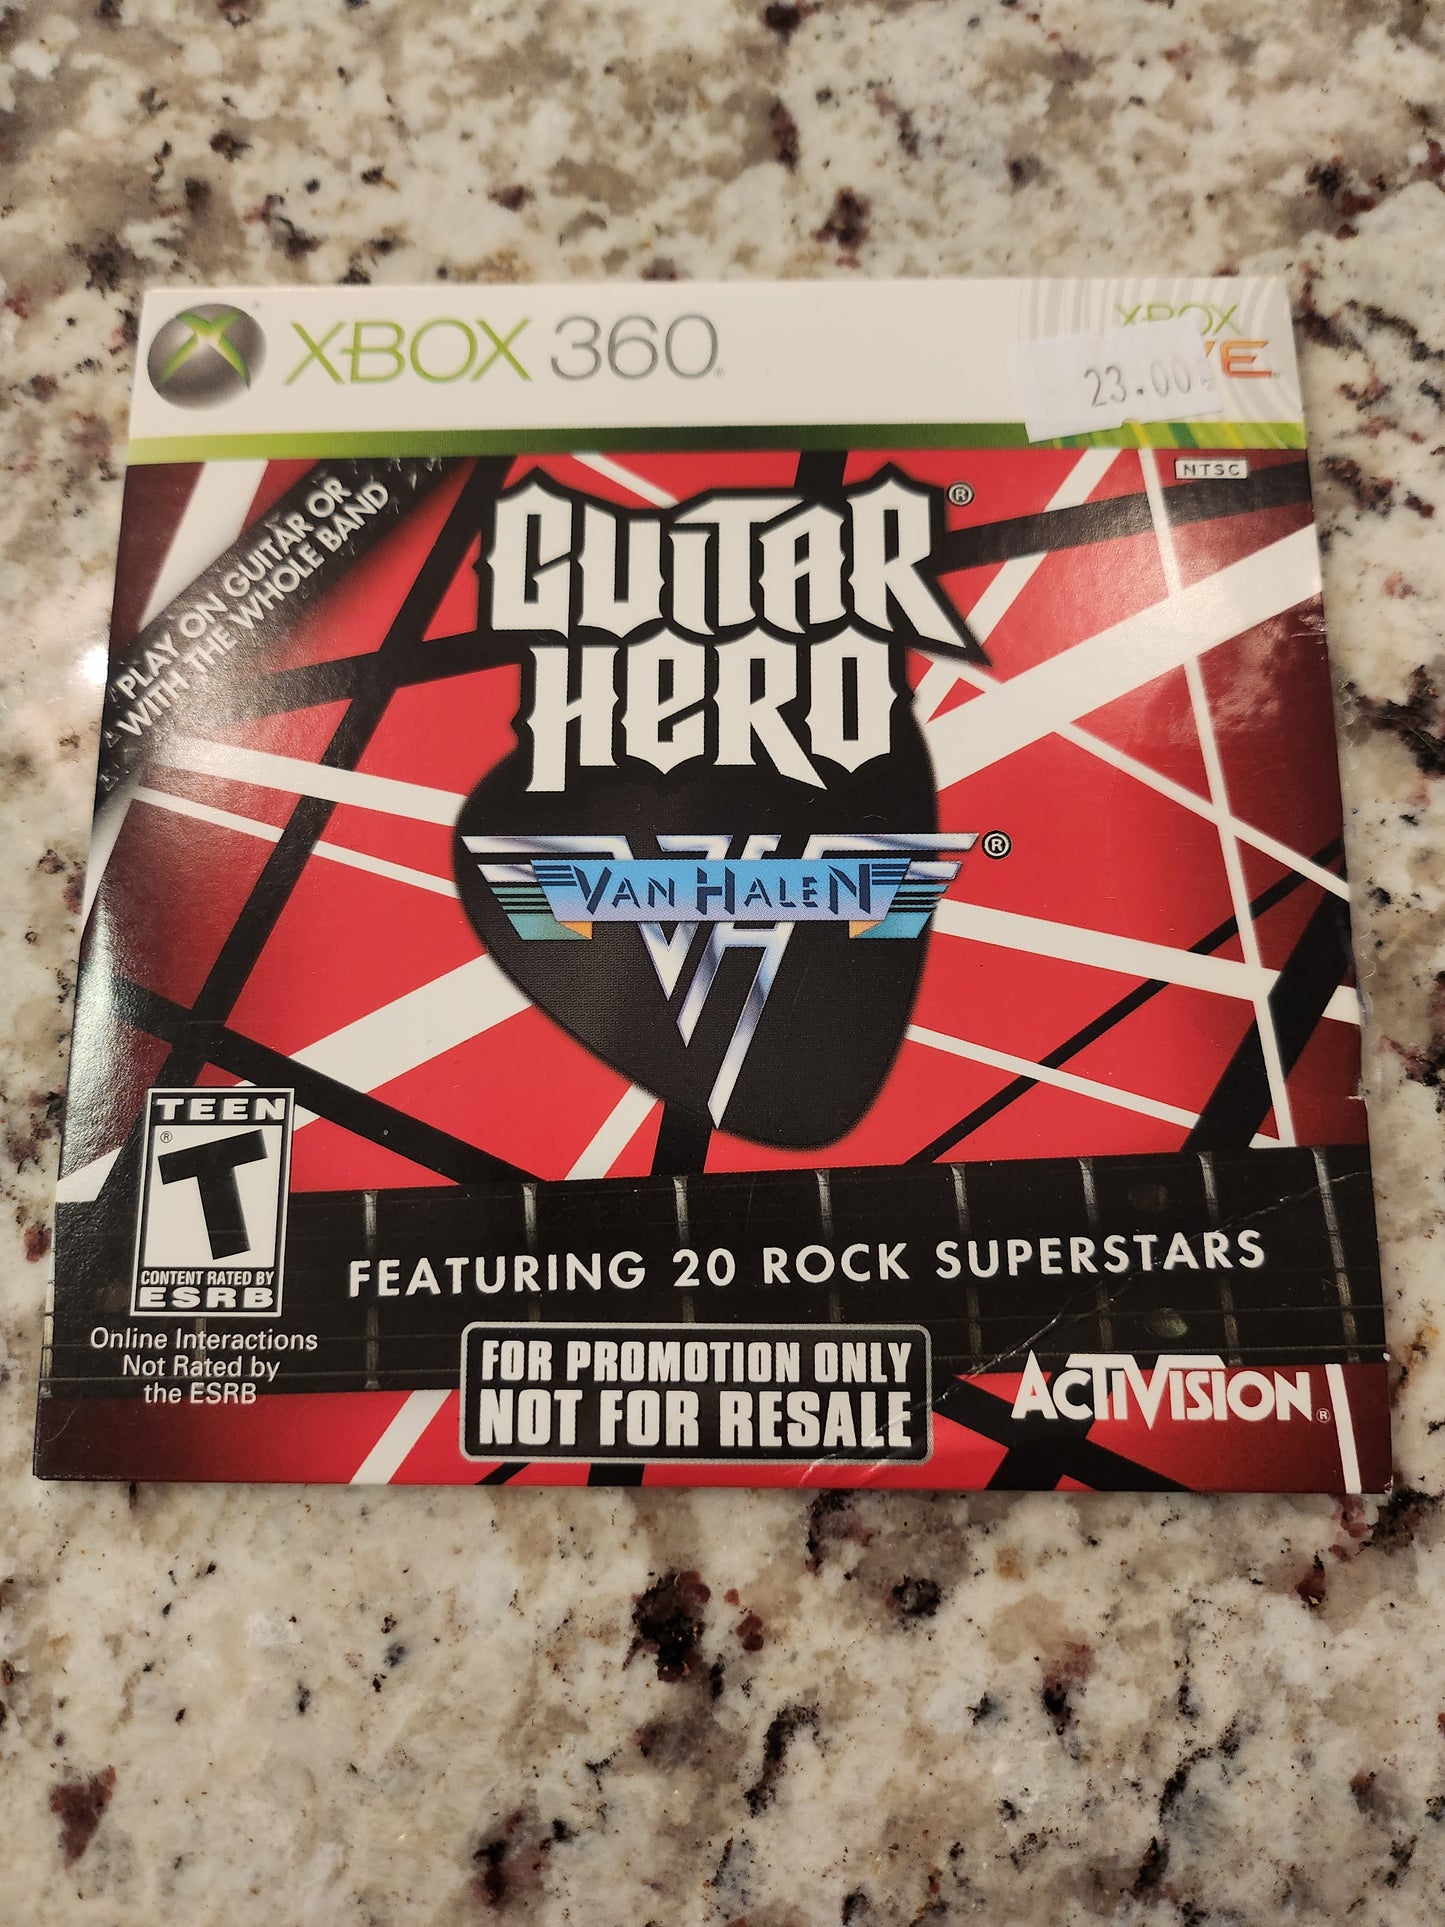 XBOX 360
XBOX
23.00
NTSC
PLAY ON GUITAR OR
WITH THE WHOLE BAND
GUITAR ®
HERO
VAN HALEN ®
VH
TEEN
T ®
CONTENT RATED BY
ESRB
Online Interactions
Not Rated by
the ESRB
FEATURING 20 ROCK SUPERSTARS
FOR PROMOTION ONLY
NOT FOR RESALE
ACTIVISION®